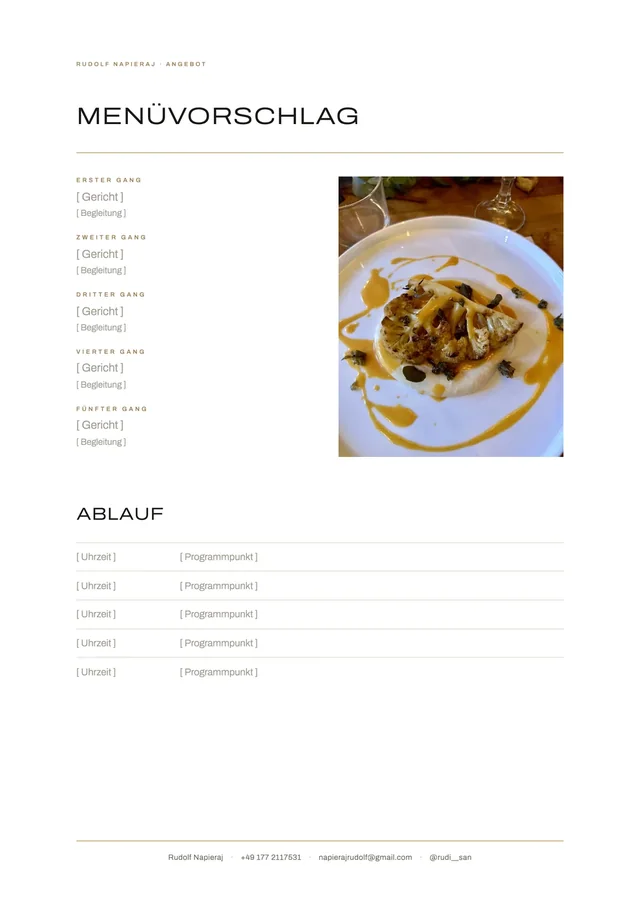 RUDOLF NAPIERAJ · ANGEBOT
MENÜVORSCHLAG
ERSTER GANG
[ Gericht ]
[ Begleitung ]
ZWEITER GANG
[ Gericht ]
[ Begleitung ]
DRITTER GANG
[ Gericht ]
[ Begleitung ]
VIERTER GANG
[ Gericht ]
[ Begleitung ]
FÜNFTER GANG
[ Gericht ]
[ Begleitung ]
ABLAUF
[ Uhrzeit ] [ Programmpunkt ]
[ Uhrzeit ] [ Programmpunkt ]
[ Uhrzeit ] [ Programmpunkt ]
[ Uhrzeit ] [ Programmpunkt ]
[ Uhrzeit ] [ Programmpunkt ]
Rudolf Napieraj · +49 177 2117531 · napierajrudolf@gmail.com · @rudi__san